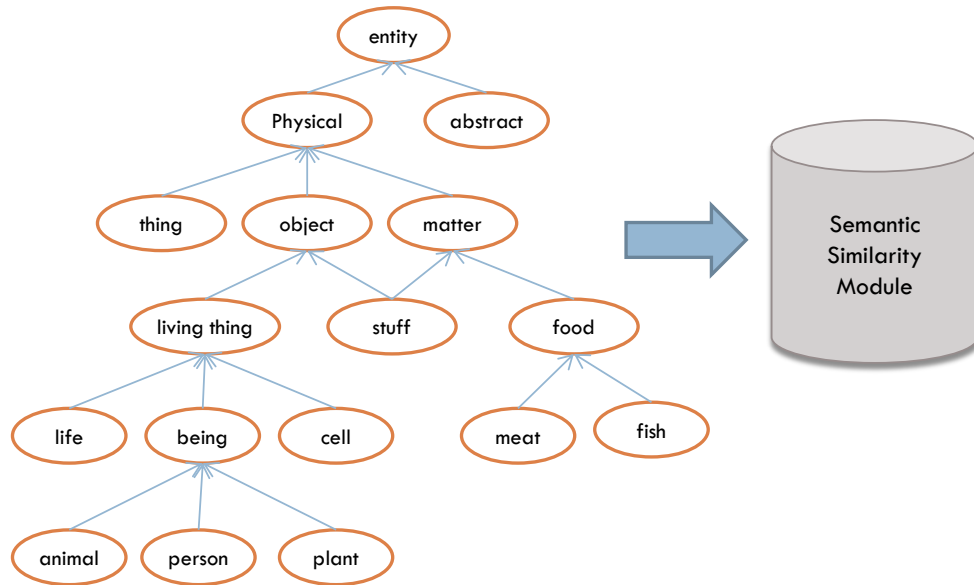 entity
Physical
abstract
thing
object
matter
Semantic
Similarity
Module
living thing
stuff
food
life
being
cell
meat
fish
animal
person
plant